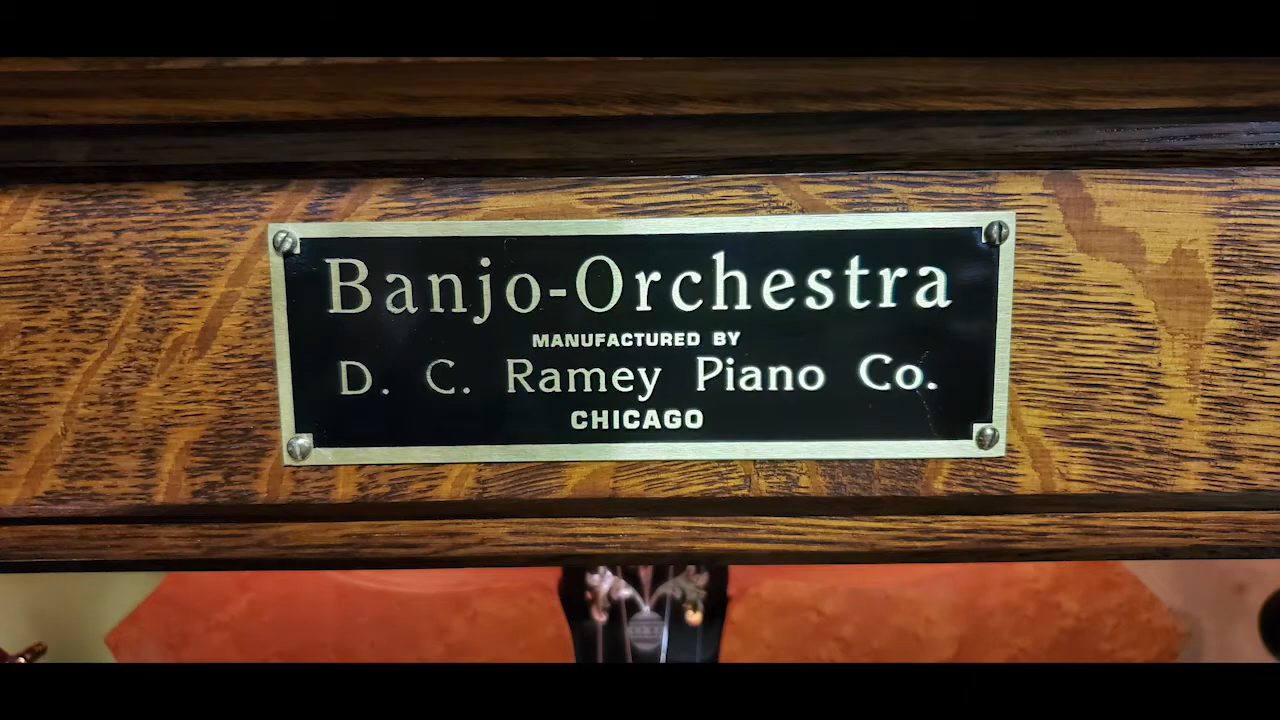 Banjo-Orchestra
MANUFACTURED BY
D. C. Ramey Piano Co.
CHICAGO